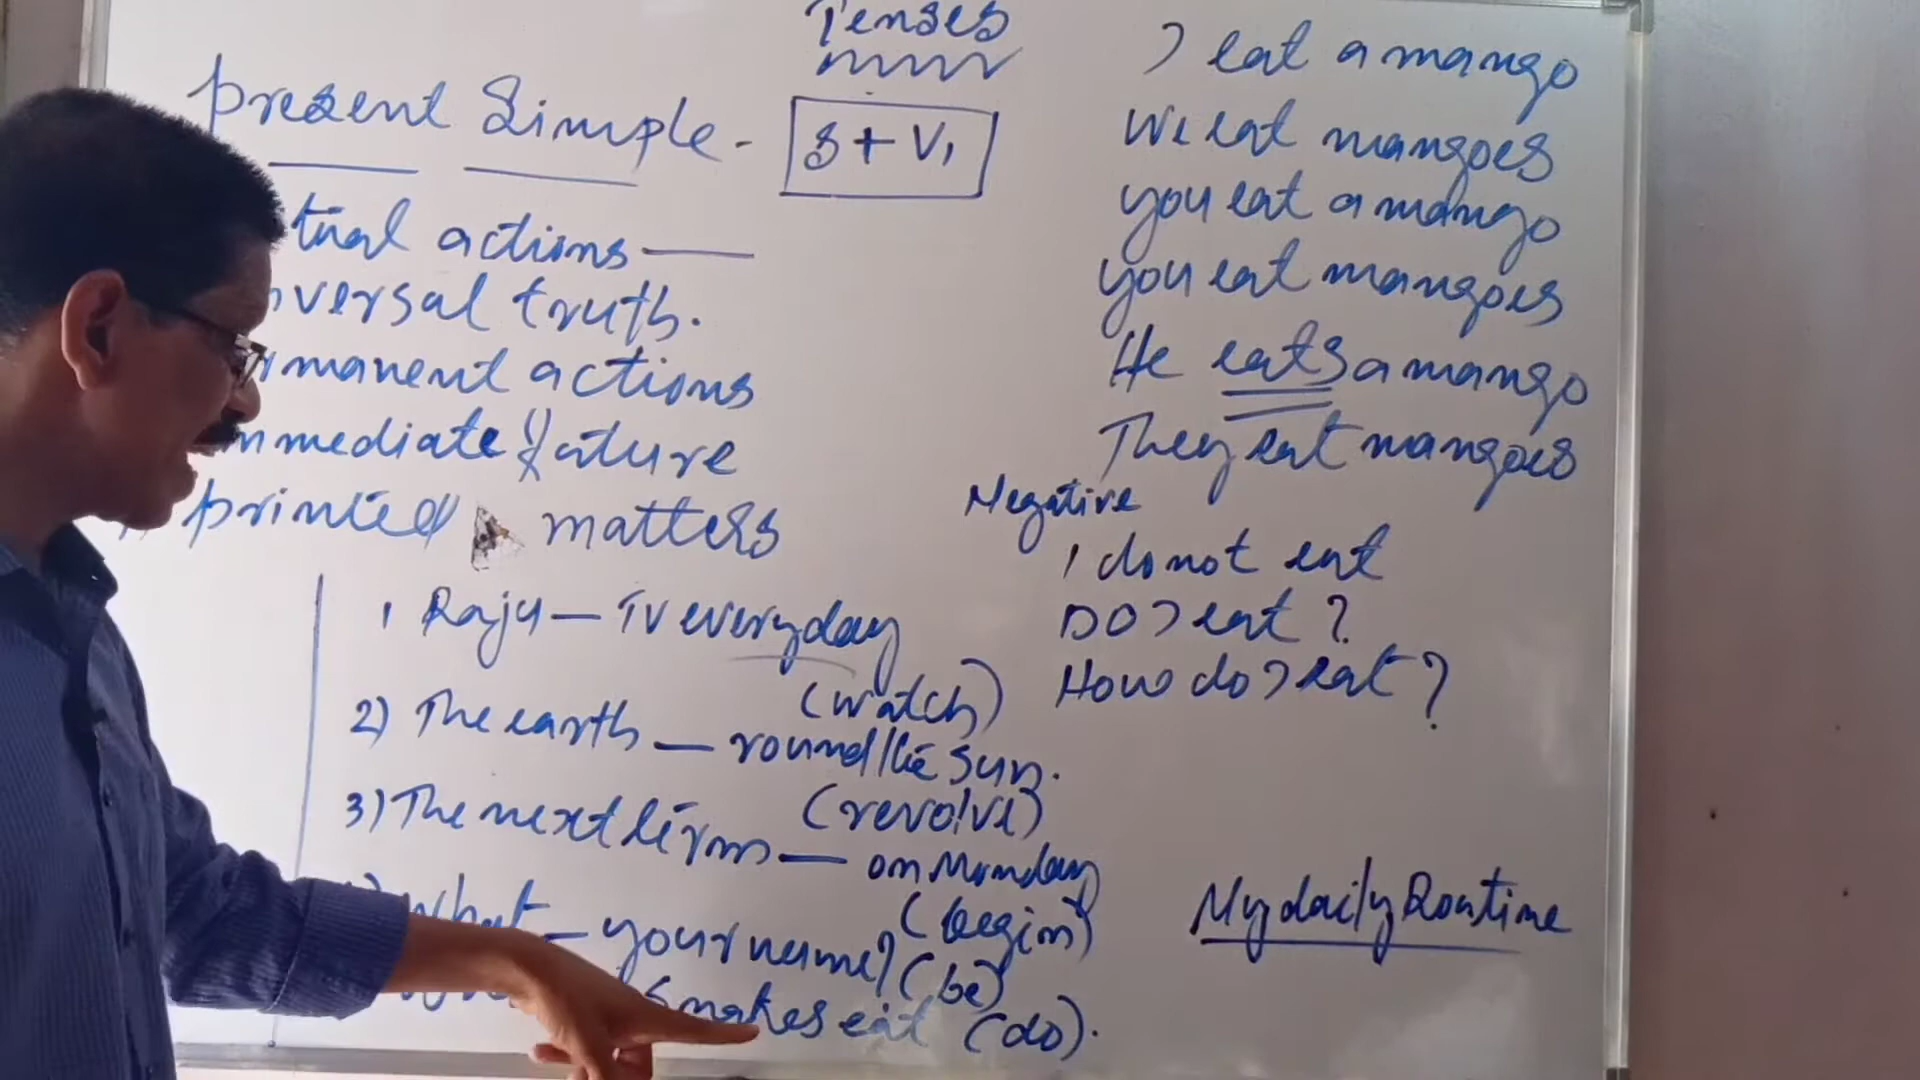 Tenses
Present Simple - S + V1
tual actions —
versal truth.
manent actions
mmediate future
printed matters
1 Raju — TV everyday
(watch)
2) The earth — round the sun.
(revolve)
3) The next term — on Monday
(begin)
What — your name? (be)
snakes eat (do).
I eat a mango
We eat mangoes
you eat a mango
you eat mangoes
He eats a mango
They eat mangoes
Negative
I do not eat
DO I eat ?
How do I eat ?
My daily Routine